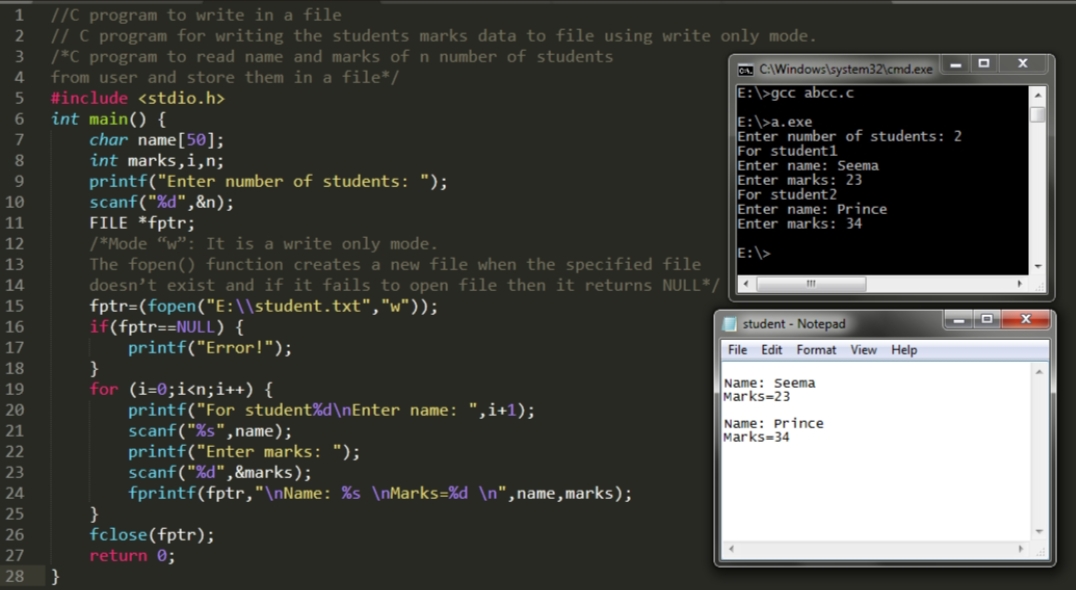 1 //C program to write in a file
2 // C program for writing the students marks data to file using write only mode.
3 /*C program to read name and marks of n number of students
4 from user and store them in a file*/
5 #include <stdio.h>
6 int main() {
7 char name[50];
8 int marks,i,n;
9 printf("Enter number of students: ");
10 scanf("%d",&n);
11 FILE *fptr;
12 /*Mode “w”: It is a write only mode.
13 The fopen() function creates a new file when the specified file
14 doesn’t exist and if it fails to open file then it returns NULL*/
15 fptr=(fopen("E:\\student.txt","w"));
16 if(fptr==NULL) {
17 printf("Error!");
18 }
19 for (i=0;i<n;i++) {
20 printf("For student%d\nEnter name: ",i+1);
21 scanf("%s",name);
22 printf("Enter marks: ");
23 scanf("%d",&marks);
24 fprintf(fptr,"\nName: %s \nMarks=%d \n",name,marks);
25 }
26 fclose(fptr);
27 return 0;
28 }
C:\Windows\system32\cmd.exe
E:\>gcc abcc.c
E:\>a.exe
Enter number of students: 2
For student1
Enter name: Seema
Enter marks: 23
For student2
Enter name: Prince
Enter marks: 34
E:\>
student - Notepad
File Edit Format View Help
Name: Seema
Marks=23
Name: Prince
Marks=34